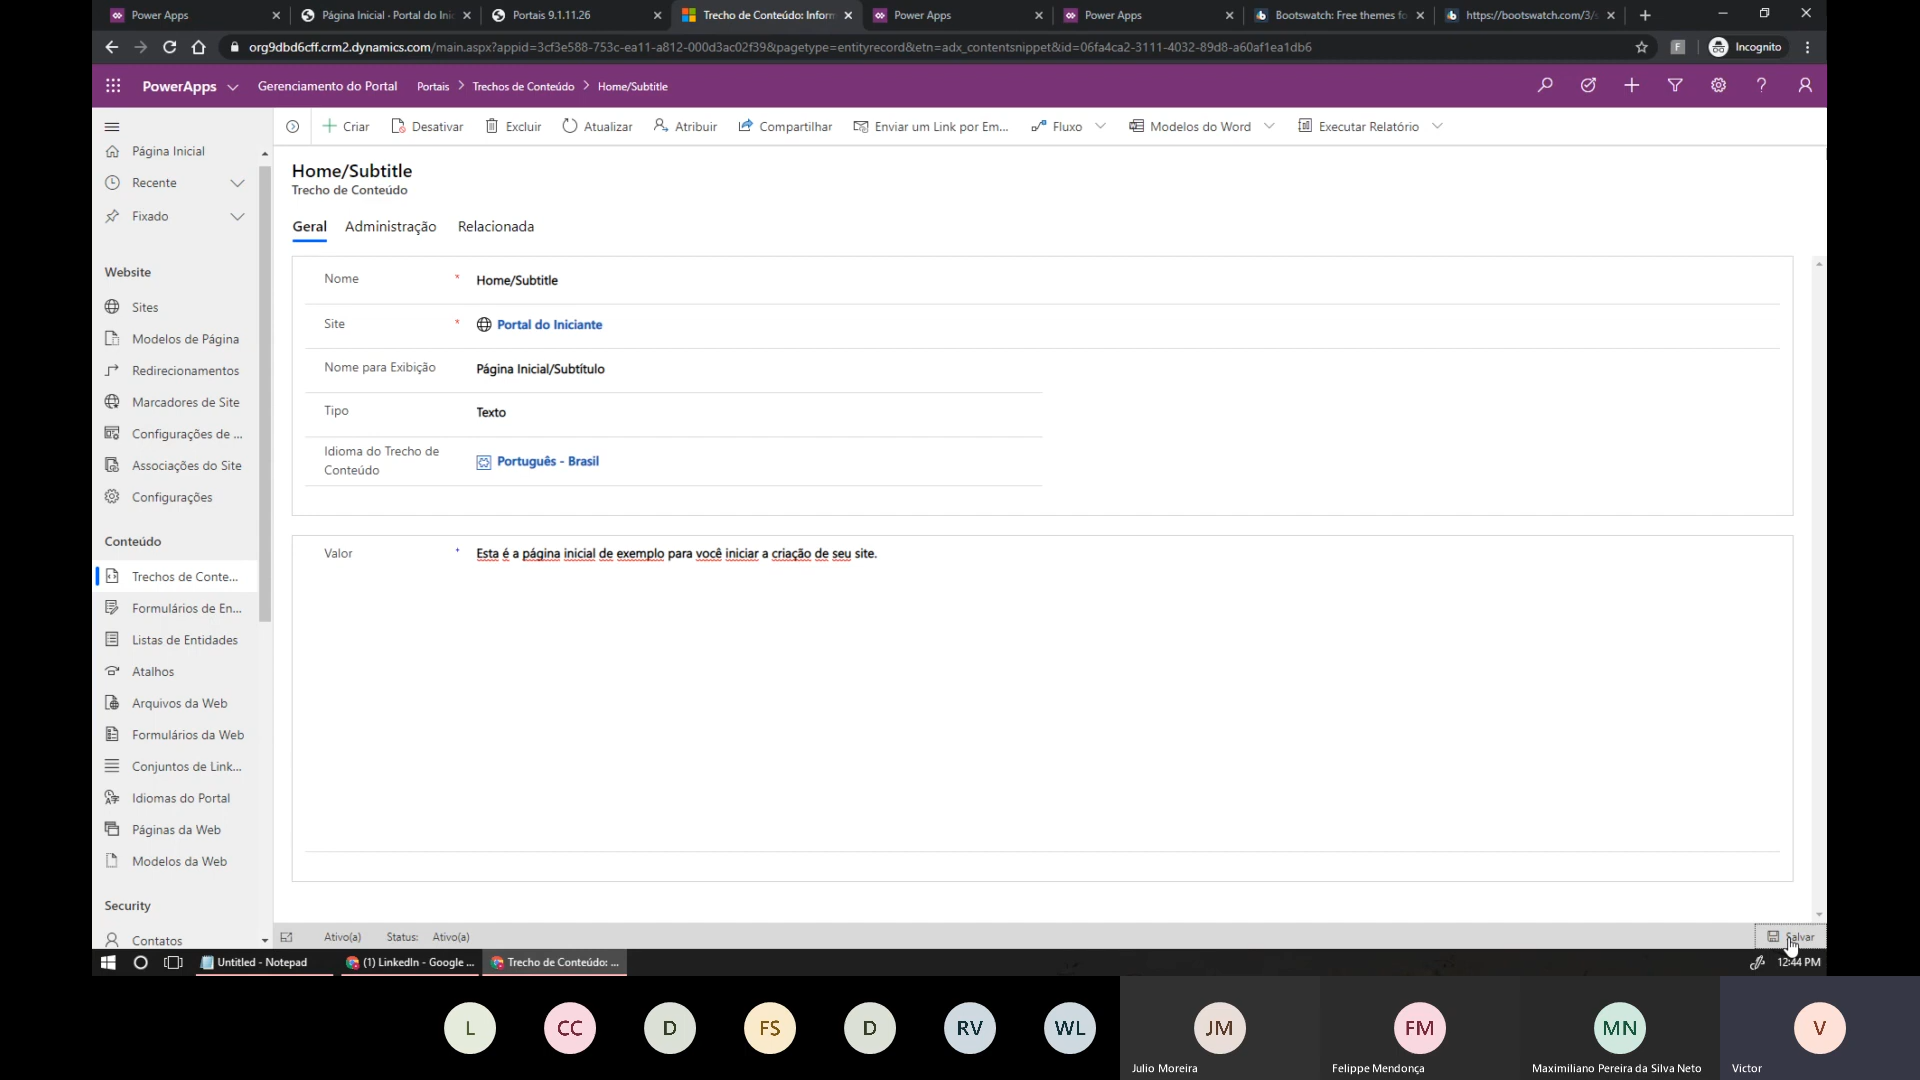 Power Apps
Página Inicial - Portal do Inic
Portais 9.1.11.26
Trecho de Conteúdo: Inform
Power Apps
Power Apps
Bootswatch: Free themes fo
https://bootswatch.com/3/s
org9dbd6cff.crm2.dynamics.com/main.aspx?appid=3cf3e588-753c-ea11-a812-000d3ac02f39&pagetype=entityrecord&etn=adx_contentsnippet&id=06fa4ca2-3111-4032-89d8-a60af1ea1db6
F
Incognito
PowerApps
Gerenciamento do Portal
Portais > Trechos de Conteúdo > Home/Subtitle
Criar
Desativar
Excluir
Atualizar
Atribuir
Compartilhar
Enviar um Link por Em...
Fluxo
Modelos do Word
Executar Relatório
Página Inicial
Recente
Fixado
Website
Sites
Modelos de Página
Redirecionamentos
Marcadores de Site
Configurações de ...
Associações do Site
Configurações
Conteúdo
Trechos de Conte...
Formulários de En...
Listas de Entidades
Atalhos
Arquivos da Web
Formulários da Web
Conjuntos de Link...
Idiomas do Portal
Páginas da Web
Modelos da Web
Security
Contatos
Home/Subtitle
Trecho de Conteúdo
Geral
Administração
Relacionada
Nome * Home/Subtitle
Site * Portal do Iniciante
Nome para Exibição Página Inicial/Subtítulo
Tipo Texto
Idioma do Trecho de
Conteúdo
Português - Brasil
Valor Esta é a página inicial de exemplo para você iniciar a criação de seu site.
Ativo(a)
Status: Ativo(a)
Salvar
Untitled - Notepad
(1) LinkedIn - Google ...
Trecho de Conteúdo: ...
12:44 PM
L
CC
D
FS
D
RV
WL
JM
Julio Moreira
FM
Felippe Mendonça
MN
Maximiliano Pereira da Silva Neto
V
Victor